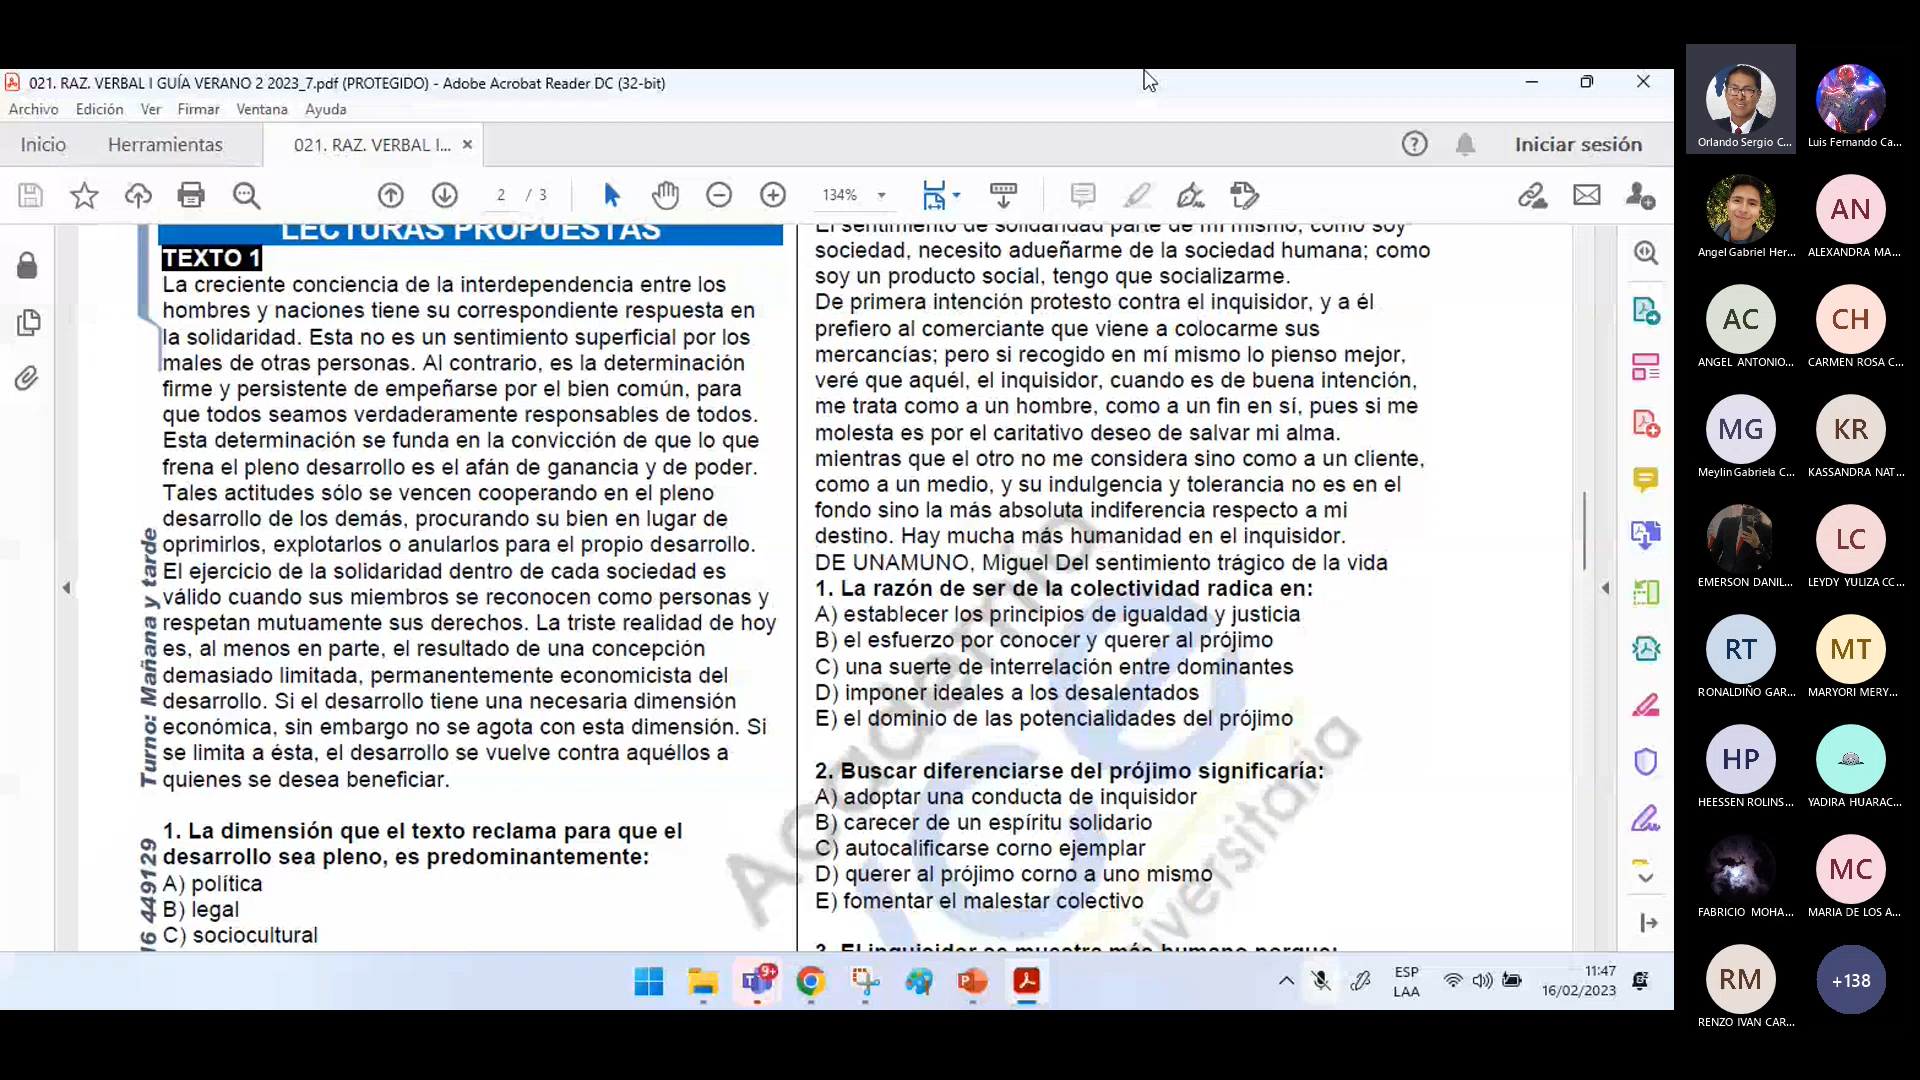 021. RAZ. VERBAL I GUÍA VERANO 2 2023_7.pdf (PROTEGIDO) - Adobe Acrobat Reader DC (32-bit)
Archivo Edición Ver Firmar Ventana Ayuda
Inicio Herramientas 021. RAZ. VERBAL I... Iniciar sesión
2 / 3 134%
LECTURAS PROPUESTAS
TEXTO 1
La creciente conciencia de la interdependencia entre los
hombres y naciones tiene su correspondiente respuesta en
la solidaridad. Esta no es un sentimiento superficial por los
males de otras personas. Al contrario, es la determinación
firme y persistente de empeñarse por el bien común, para
que todos seamos verdaderamente responsables de todos.
Esta determinación se funda en la convicción de que lo que
frena el pleno desarrollo es el afán de ganancia y de poder.
Tales actitudes sólo se vencen cooperando en el pleno
desarrollo de los demás, procurando su bien en lugar de
oprimirlos, explotarlos o anularlos para el propio desarrollo.
El ejercicio de la solidaridad dentro de cada sociedad es
válido cuando sus miembros se reconocen como personas y
respetan mutuamente sus derechos. La triste realidad de hoy
es, al menos en parte, el resultado de una concepción
demasiado limitada, permanentemente economicista del
desarrollo. Si el desarrollo tiene una necesaria dimensión
económica, sin embargo no se agota con esta dimensión. Si
se limita a ésta, el desarrollo se vuelve contra aquéllos a
quienes se desea beneficiar.
1. La dimensión que el texto reclama para que el
desarrollo sea pleno, es predominantemente:
A) política
B) legal
C) sociocultural
Turno: Mañana y tarde
16 449129
El sentimiento de solidaridad parte de mí mismo; como soy
sociedad, necesito adueñarme de la sociedad humana; como
soy un producto social, tengo que socializarme.
De primera intención protesto contra el inquisidor, y a él
prefiero al comerciante que viene a colocarme sus
mercancías; pero si recogido en mí mismo lo pienso mejor,
veré que aquél, el inquisidor, cuando es de buena intención,
me trata como a un hombre, como a un fin en sí, pues si me
molesta es por el caritativo deseo de salvar mi alma.
mientras que el otro no me considera sino como a un cliente,
como a un medio, y su indulgencia y tolerancia no es en el
fondo sino la más absoluta indiferencia respecto a mi
destino. Hay mucha más humanidad en el inquisidor.
DE UNAMUNO, Miguel Del sentimiento trágico de la vida
1. La razón de ser de la colectividad radica en:
A) establecer los principios de igualdad y justicia
B) el esfuerzo por conocer y querer al prójimo
C) una suerte de interrelación entre dominantes
D) imponer ideales a los desalentados
E) el dominio de las potencialidades del prójimo
2. Buscar diferenciarse del prójimo significaría:
A) adoptar una conducta de inquisidor
B) carecer de un espíritu solidario
C) autocalificarse corno ejemplar
D) querer al prójimo corno a uno mismo
E) fomentar el malestar colectivo
3. El inquisidor se muestra más humano porque:
9+
ESP
LAA
11:47
16/02/2023
Orlando Sergio C... Luis Fernando Ca...
AN
Angel Gabriel Her... ALEXANDRA MA...
AC CH
ANGEL ANTONIO... CARMEN ROSA C...
MG KR
Meylin Gabriela C... KASSANDRA NAT...
LC
EMERSON DANIL... LEYDY YULIZA CC...
RT MT
RONALDIÑO GAR... MARYORI MERY...
HP
HEESSEN ROLINS... YADIRA HUARAC...
MC
FABRICIO MOHA... MARIA DE LOS A...
RM +138
RENZO IVAN CAR...